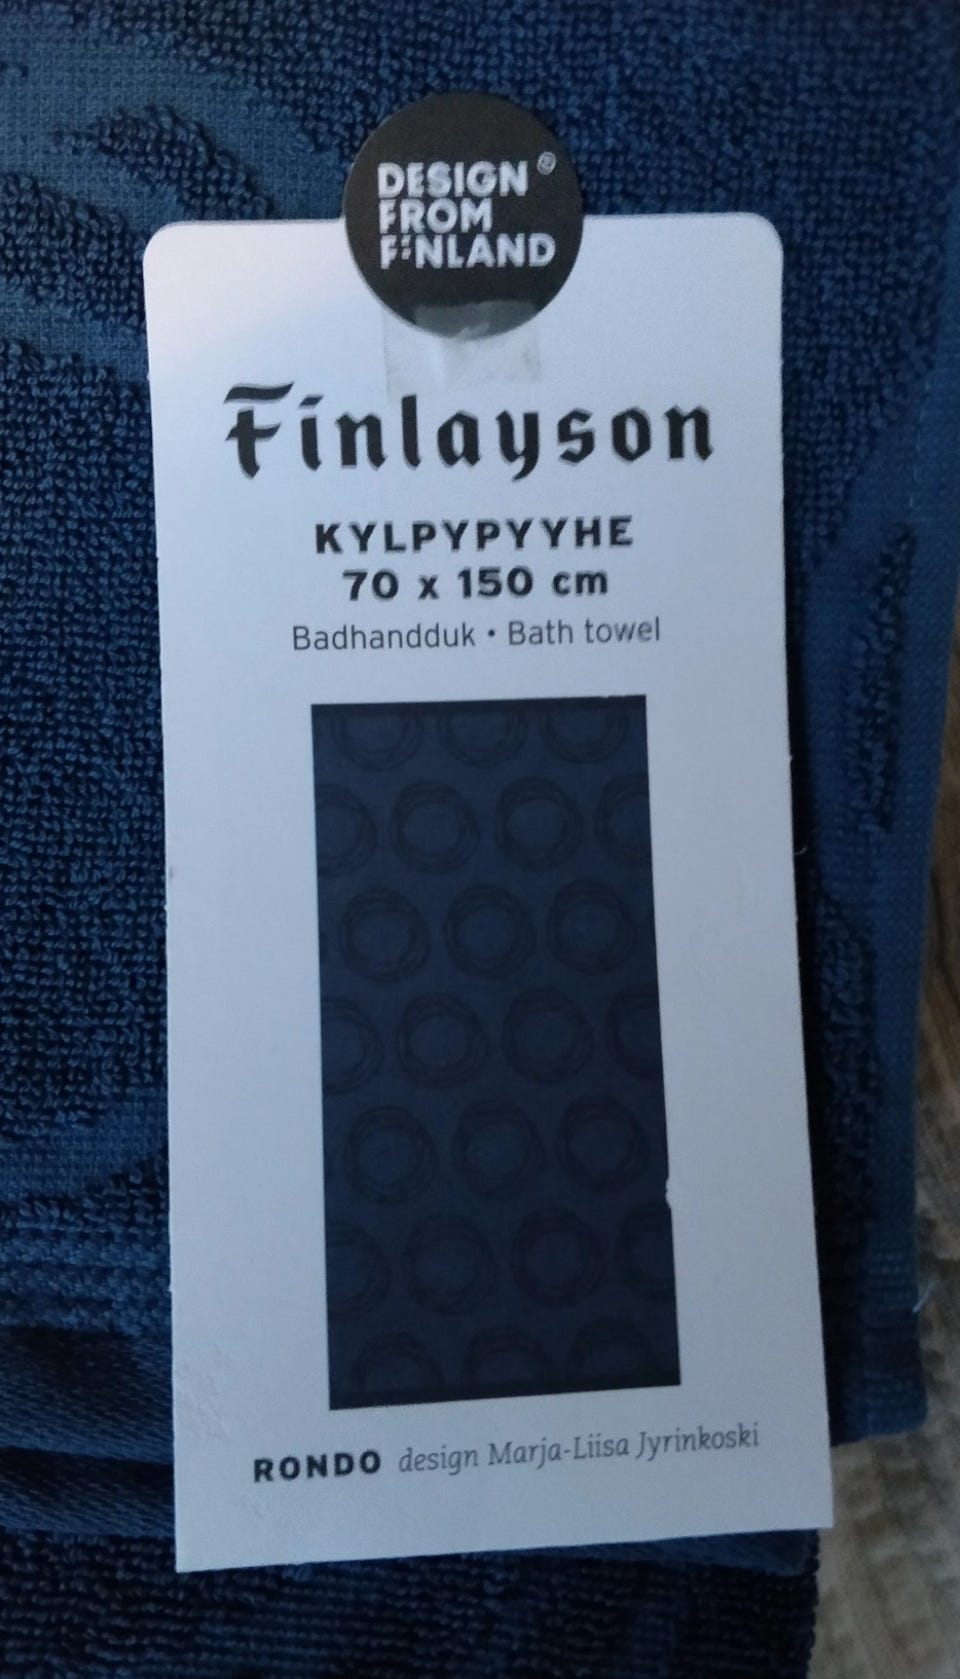 DESIGN ®
FROM
FINLAND
Finlayson
KYLPYPYYHE
70 x 150 cm
Badhandduk • Bath towel
RONDO design Marja-Liisa Jyrinkoski